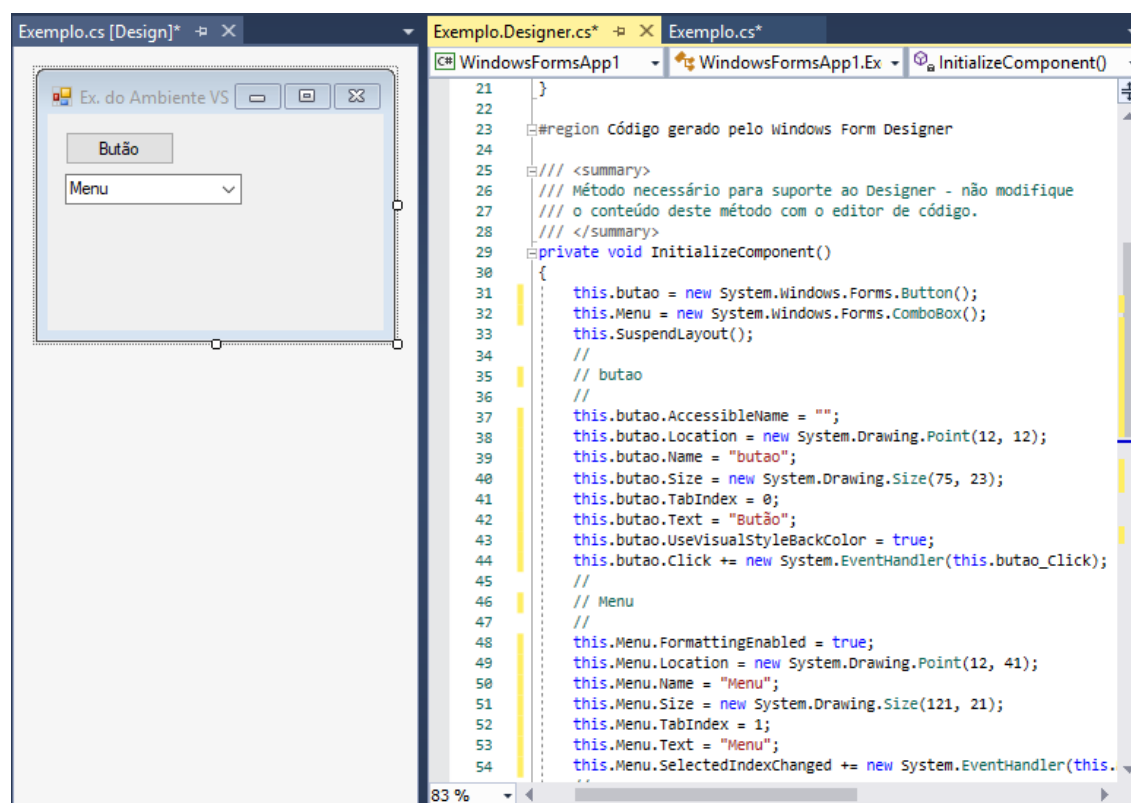 Exemplo.cs [Design]*
Ex. do Ambiente VS
Butão
Menu
Exemplo.Designer.cs*
Exemplo.cs*
C# WindowsFormsApp1
WindowsFormsApp1.Ex
InitializeComponent()
21 }
22
23 #region Código gerado pelo Windows Form Designer
24
25 /// <summary>
26 /// Método necessário para suporte ao Designer - não modifique
27 /// o conteúdo deste método com o editor de código.
28 /// </summary>
29 private void InitializeComponent()
30 {
31 this.butao = new System.Windows.Forms.Button();
32 this.Menu = new System.Windows.Forms.ComboBox();
33 this.SuspendLayout();
34 //
35 // butao
36 //
37 this.butao.AccessibleName = "";
38 this.butao.Location = new System.Drawing.Point(12, 12);
39 this.butao.Name = "butao";
40 this.butao.Size = new System.Drawing.Size(75, 23);
41 this.butao.TabIndex = 0;
42 this.butao.Text = "Butão";
43 this.butao.UseVisualStyleBackColor = true;
44 this.butao.Click += new System.EventHandler(this.butao_Click);
45 //
46 // Menu
47 //
48 this.Menu.FormattingEnabled = true;
49 this.Menu.Location = new System.Drawing.Point(12, 41);
50 this.Menu.Name = "Menu";
51 this.Menu.Size = new System.Drawing.Size(121, 21);
52 this.Menu.TabIndex = 1;
53 this.Menu.Text = "Menu";
54 this.Menu.SelectedIndexChanged += new System.EventHandler(this.
83 %